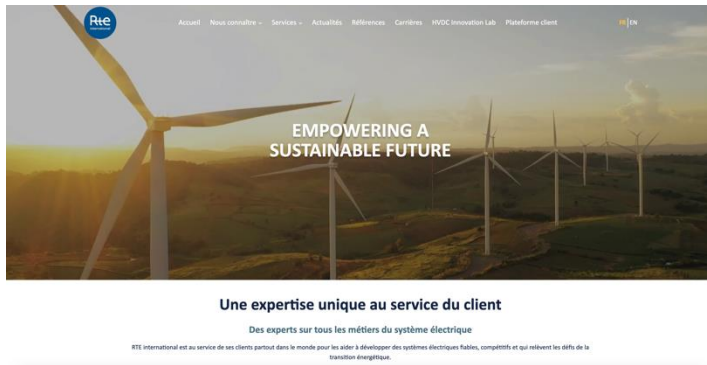 Rte
international
Accueil Nous connaître Services Actualités Références Carrières HVDC Innovation Lab Plateforme client FR EN
EMPOWERING A
SUSTAINABLE FUTURE
Une expertise unique au service du client
Des experts sur tous les métiers du système électrique
RTE international est au service de ses clients partout dans le monde pour les aider à développer des systèmes électriques fiables, compétitifs et qui relèvent les défis de la
transition énergétique.